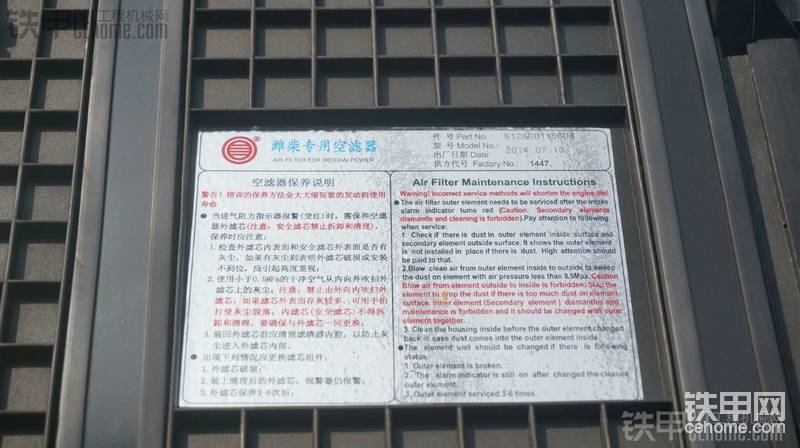 铁甲工程机械网
cehome.com
潍柴专用空滤器
AIR FILTER FOR WEICHAI POWER
件 号 Part No.: 612600115604
型 号 Model No.:
出厂日期 Date: 2014.07.10
供方代号 Factory No.: 1447
空滤器保养说明
警告!错误的保养方法会大大缩短您的发动机使用
寿命
● 当进气阻力指示器报警(变红)时,需保养空滤
器外滤芯(注意:安全滤芯禁止拆卸和清理),
保养时应注意:
1. 检查外滤芯内表面和安全滤芯外表面是否有
灰尘,如果有灰尘则表明外滤芯破损或安装
不到位,应引起高度重视;
2. 使用小于0.5MPa的干净空气从内向外吹扫外
滤芯上的灰尘;注意:禁止由外向内吹扫外
滤芯,如果滤芯外表面存灰较多,可用手拍
打使灰尘脱落;内滤芯(安全滤芯)不得拆
卸和清理,要确保与外滤芯一同更换;
3. 装回外滤芯前应清理滤清器内腔,以防止灰
尘进入外滤芯内部。
● 出现下列情况应更换滤芯组件:
1. 外滤芯破损;
2. 装上清理后的外滤芯,报警器仍报警;
3. 外滤芯保养3-6次后;
Air Filter Maintenance Instructions
Warning! Incorrect service methods will shorten the engine life!
●The air filter outer element needs to be serviced after the intake
alarm indicator turns red (Caution: Secondary elements
dismantle and cleaning is forbidden).Pay attention to following
when service:
1. Check if there is dust in outer element inside surface and
secondary element outside surface. It shows the outer element
is not installed in place if there is dust. High attention should
be paid to that.
2.Blow clean air from outer element inside to outside to sweep
the dust on element with air pressure less than 0.5Mpa.Caution
Blow air from element outside to inside is forbidden; Slap the
element to drop the dust if there is too much dust on element
surface. Inner element (Secondary element ) dismantles and
maintenance is forbidden and it should be changed with outer
element together.
3. Clean the housing inside before the outer element changed
back in case dust comes into the outer element inside.
●The element unit should be changed if there is following
status:
1. Outer element is broken.
2. The alarm indicator is still on after changed the cleaned
outer element.
3. Outer element serviced 3-6 times.
铁甲工程机械网
cehome.com
铁甲网
cehome.com